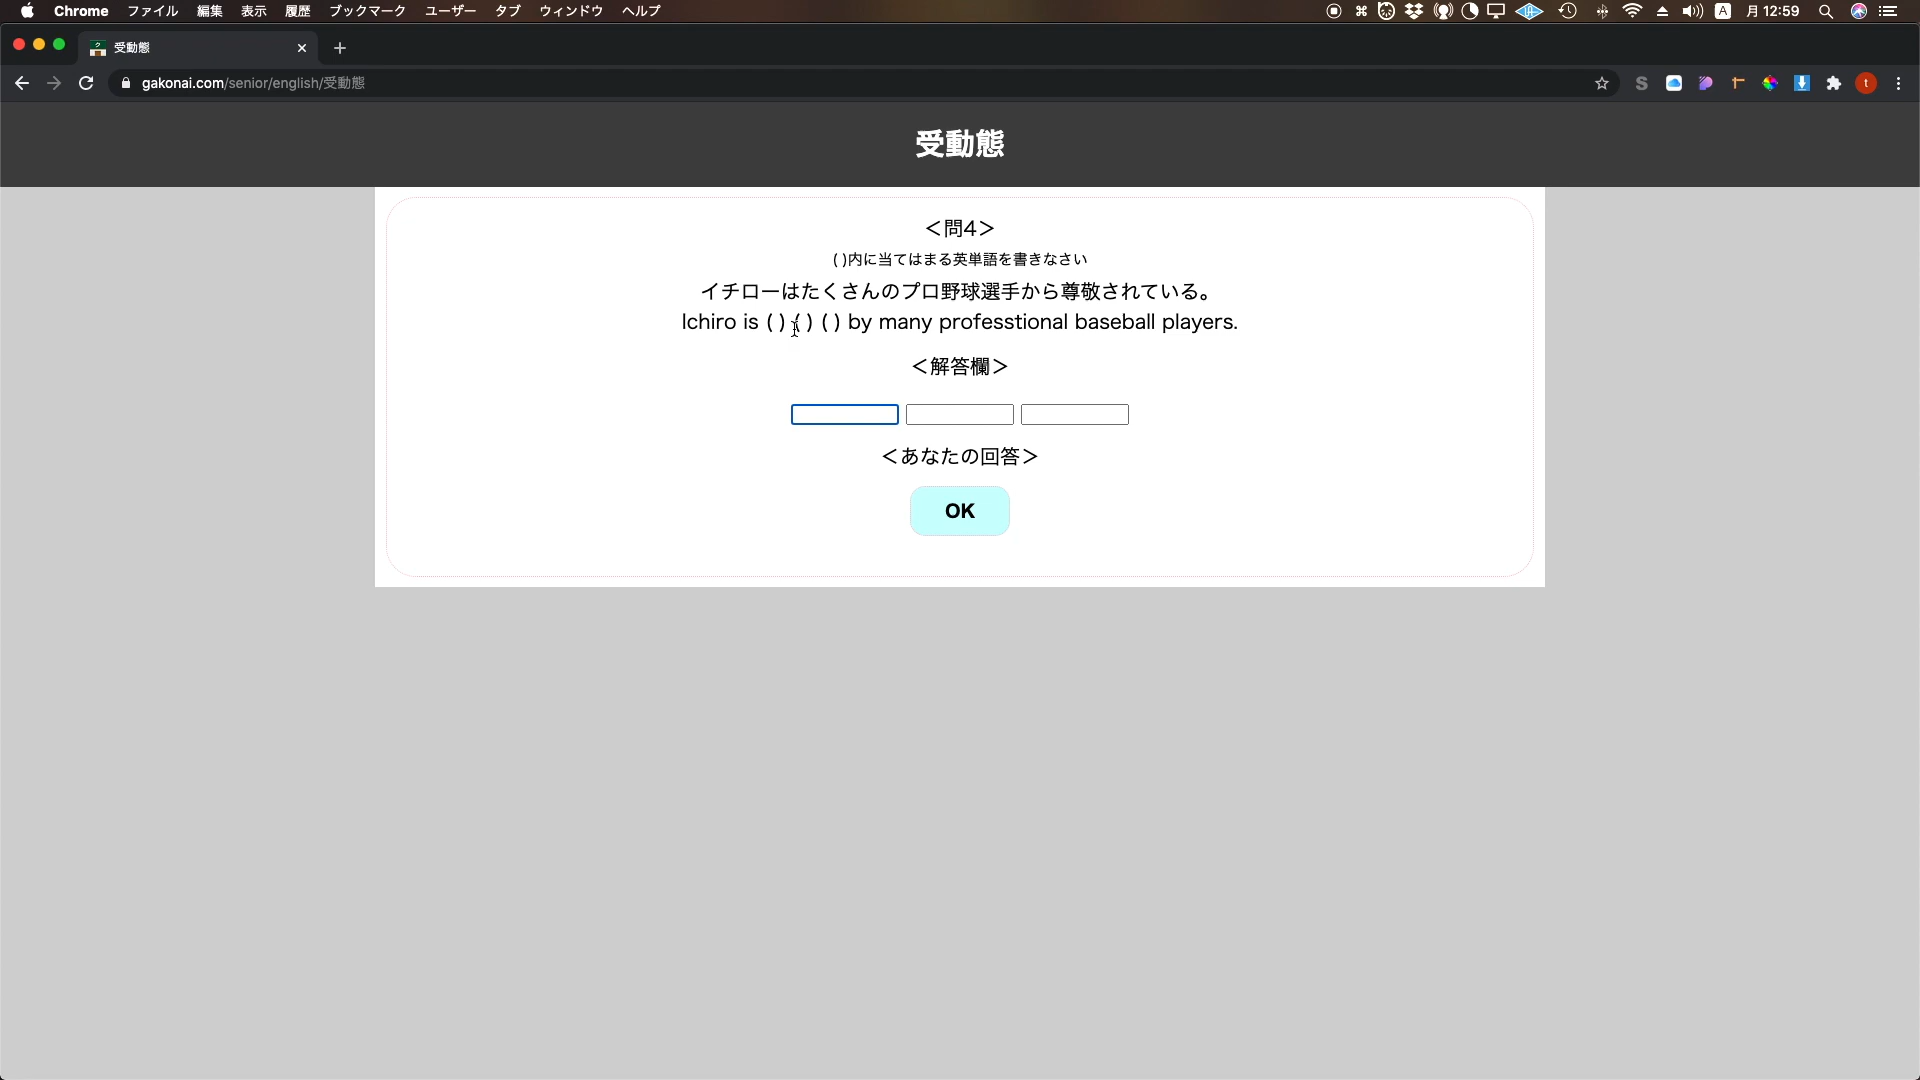 Chrome ファイル 編集 表示 履歴 ブックマーク ユーザー タブ ウィンドウ ヘルプ A 月 12:59
受動態
gakonai.com/senior/english/受動態 S t
受動態
＜問4＞
( )内に当てはまる英単語を書きなさい
イチローはたくさんのプロ野球選手から尊敬されている。
Ichiro is ( ) ( ) ( ) by many professtional baseball players.
＜解答欄＞
＜あなたの回答＞
OK